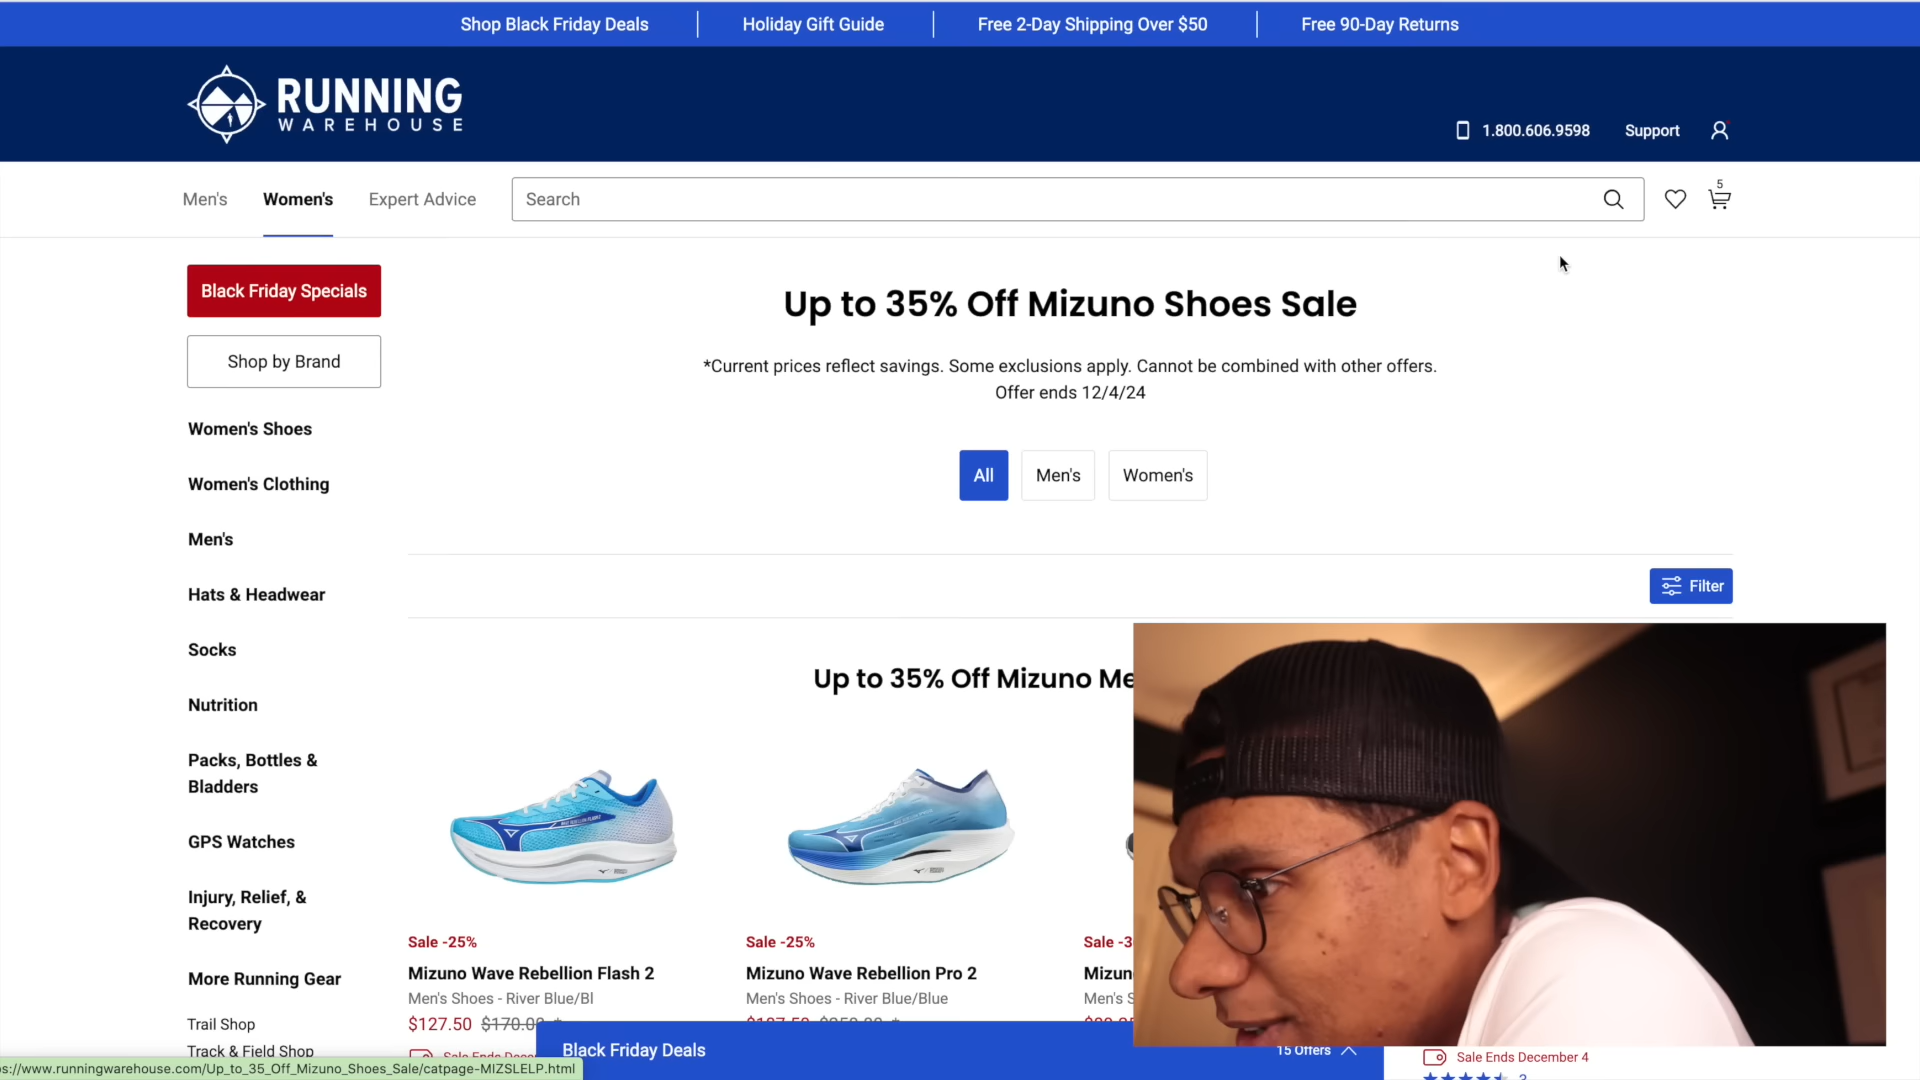 Shop Black Friday Deals
Holiday Gift Guide
Free 2-Day Shipping Over $50
Free 90-Day Returns
RUNNING
WAREHOUSE
1.800.606.9598
Support
Men's
Women's
Expert Advice
Search
5
Black Friday Specials
Shop by Brand
Women's Shoes
Women's Clothing
Men's
Hats & Headwear
Socks
Nutrition
Packs, Bottles &
Bladders
GPS Watches
Injury, Relief, &
Recovery
More Running Gear
Trail Shop
Track & Field Shop
Up to 35% Off Mizuno Shoes Sale
*Current prices reflect savings. Some exclusions apply. Cannot be combined with other offers.
Offer ends 12/4/24
All
Men's
Women's
Filter
Up to 35% Off Mizuno Me
Sale -25%
Mizuno Wave Rebellion Flash 2
Men's Shoes - River Blue/Bl
$127.50 $170.00 *
Sale -25%
Mizuno Wave Rebellion Pro 2
Men's Shoes - River Blue/Blue
Sale -3
Mizun
Men's S
Black Friday Deals
15 Offers
Sale Ends December 4
3
s://www.runningwarehouse.com/Up_to_35_Off_Mizuno_Shoes_Sale/catpage-MIZSLELP.html